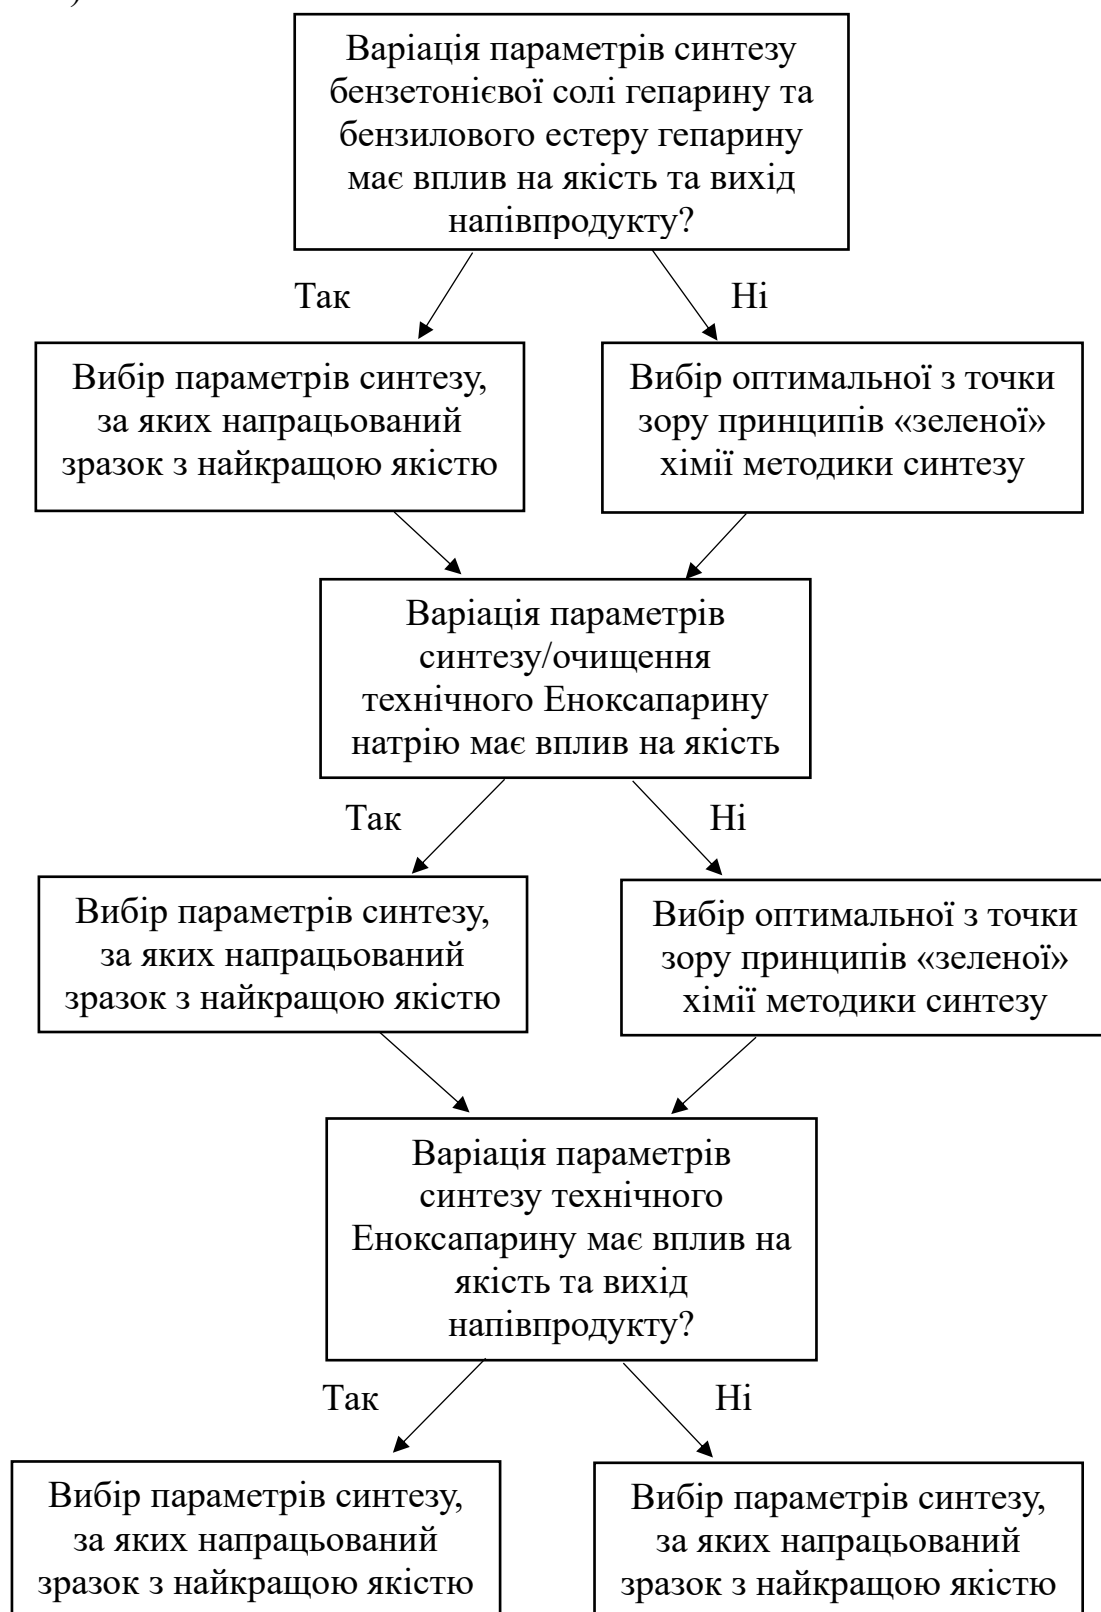 )
Варіація параметрів синтезу
бензетонієвої солі гепарину та
бензилового естеру гепарину
має вплив на якість та вихід
напівпродукту?
Так
Ні
Вибір параметрів синтезу,
за яких напрацьований
зразок з найкращою якістю
Вибір оптимальної з точки
зору принципів «зеленої»
хімії методики синтезу
Варіація параметрів
синтезу/очищення
технічного Еноксапарину
натрію має вплив на якість
Так
Ні
Вибір параметрів синтезу,
за яких напрацьований
зразок з найкращою якістю
Вибір оптимальної з точки
зору принципів «зеленої»
хімії методики синтезу
Варіація параметрів
синтезу технічного
Еноксапарину має вплив на
якість та вихід
напівпродукту?
Так
Ні
Вибір параметрів синтезу,
за яких напрацьований
зразок з найкращою якістю
Вибір параметрів синтезу,
за яких напрацьований
зразок з найкращою якістю